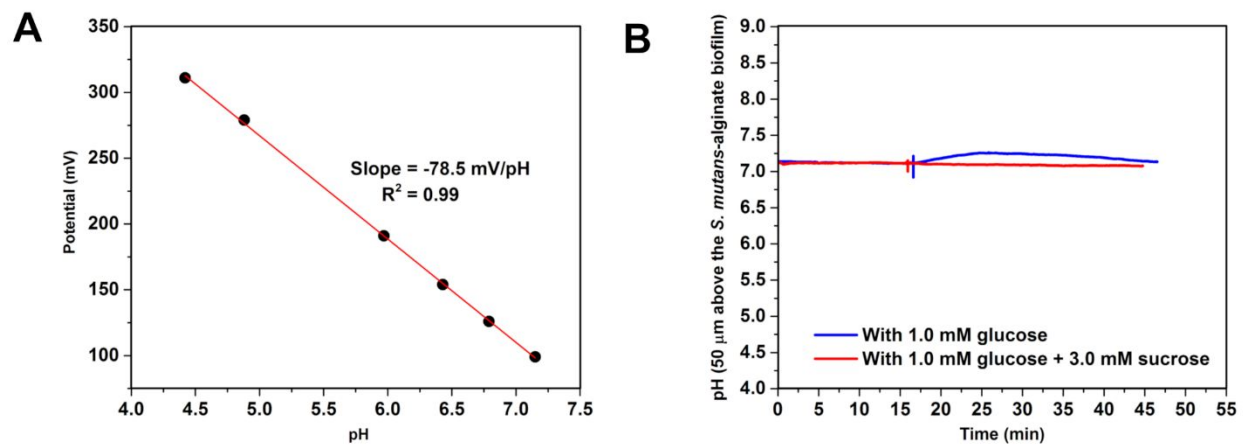 A
350
300
250
200
150
100
Potential (mV)
Slope = -78.5 mV/pH
R² = 0.99
4.0 4.5 5.0 5.5 6.0 6.5 7.0 7.5
pH
B
9.0
8.5
8.0
7.5
7.0
6.5
6.0
5.5
5.0
4.5
4.0
pH (50 μm above the S. mutans-alginate biofilm)
With 1.0 mM glucose
With 1.0 mM glucose + 3.0 mM sucrose
0 5 10 15 20 25 30 35 40 45 50 55
Time (min)